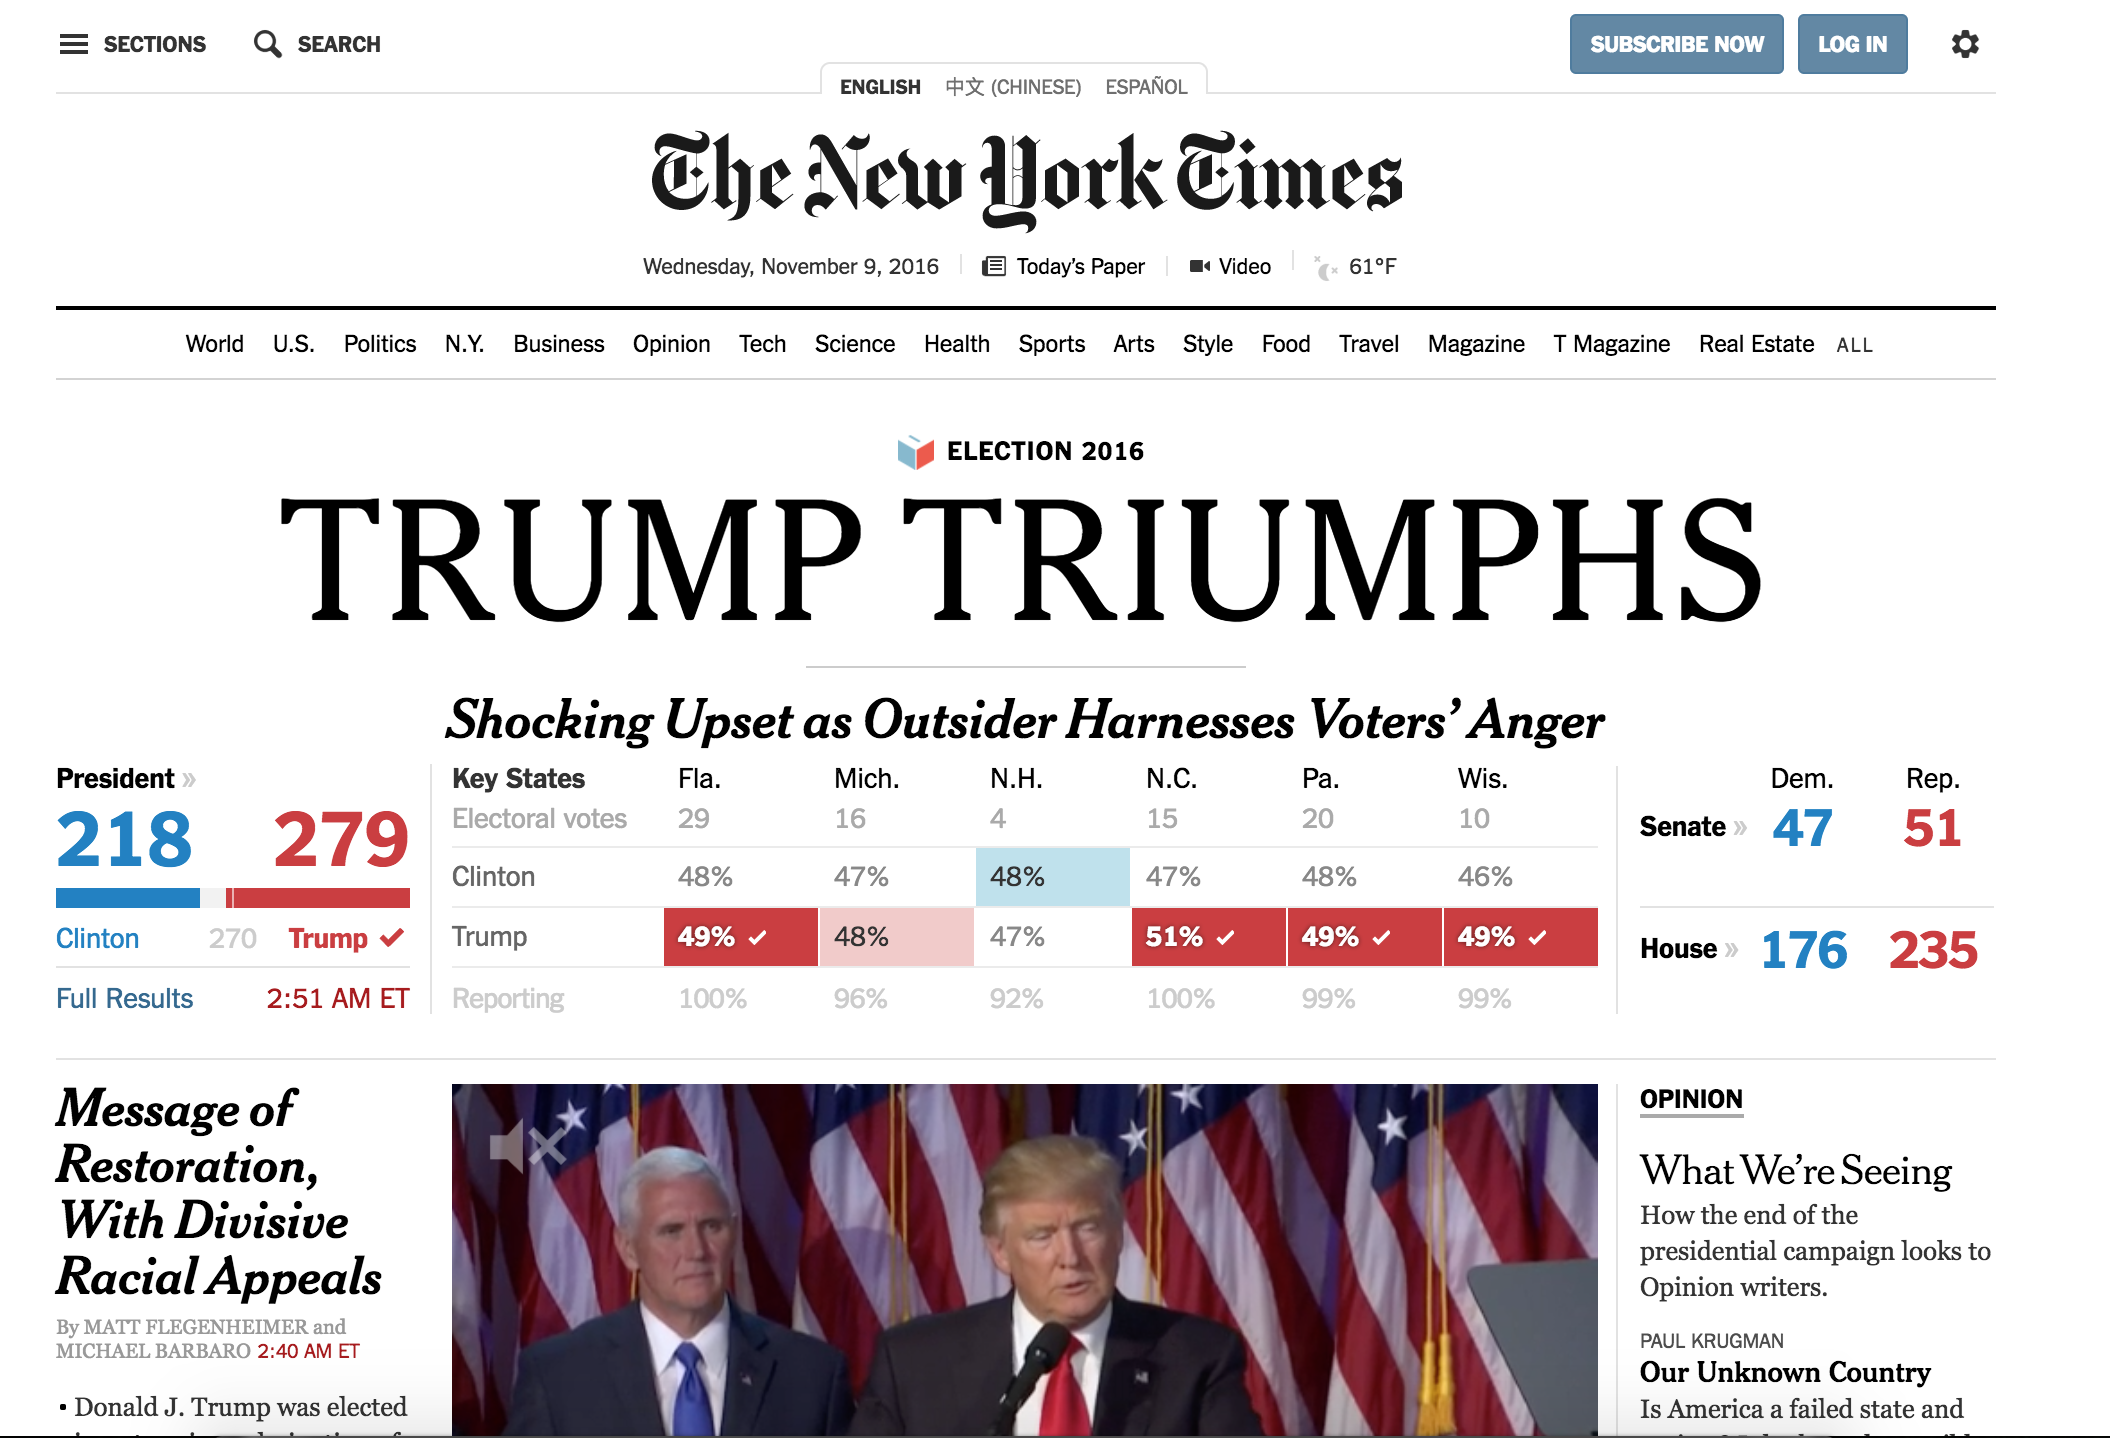 SECTIONS SEARCH SUBSCRIBE NOW LOG IN
ENGLISH 中文 (CHINESE) ESPAÑOL
The New York Times
Wednesday, November 9, 2016 Today's Paper Video 61°F
World U.S. Politics N.Y. Business Opinion Tech Science Health Sports Arts Style Food Travel Magazine T Magazine Real Estate ALL
ELECTION 2016
TRUMP TRIUMPHS
Shocking Upset as Outsider Harnesses Voters' Anger
President »
218 279
Clinton 270 Trump ✓
Full Results 2:51 AM ET
Key States Fla. Mich. N.H. N.C. Pa. Wis.
Electoral votes 29 16 4 15 20 10
Clinton 48% 47% 48% 47% 48% 46%
Trump 49% ✓ 48% 47% 51% ✓ 49% ✓ 49% ✓
Reporting 100% 96% 92% 100% 99% 99%
Dem. Rep.
Senate » 47 51
House » 176 235
Message of
Restoration,
With Divisive
Racial Appeals
By MATT FLEGENHEIMER and
MICHAEL BARBARO 2:40 AM ET
• Donald J. Trump was elected
OPINION
What We're Seeing
How the end of the
presidential campaign looks to
Opinion writers.
PAUL KRUGMAN
Our Unknown Country
Is America a failed state and